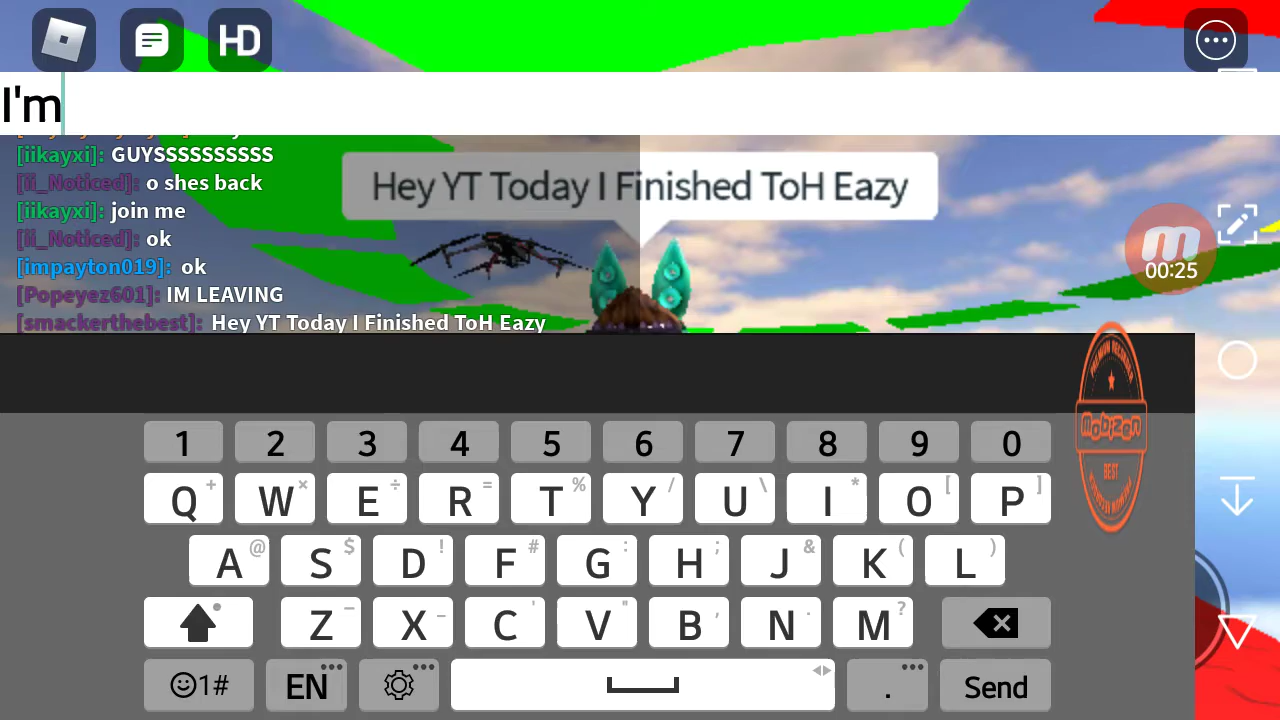 HD
I'm
[iikayxi]: GUYSSSSSSSSSS
[ii_Noticed]: o shes back
[iikayxi]: join me
[ii_Noticed]: ok
[impayton019]: ok
[Popeyez601]: IM LEAVING
[smackerthebest]: Hey YT Today I Finished ToH Eazy
Hey YT Today I Finished ToH Eazy
00:25
mobizen
BEST
1 2 3 4 5 6 7 8 9 0
Q + W × E ÷ R = T % Y / U \ I * O [ P ]
A @ S $ D ! F # G : H ; J & K ( L )
Z - X _ C ' V " B , N . M ?
1# EN . Send